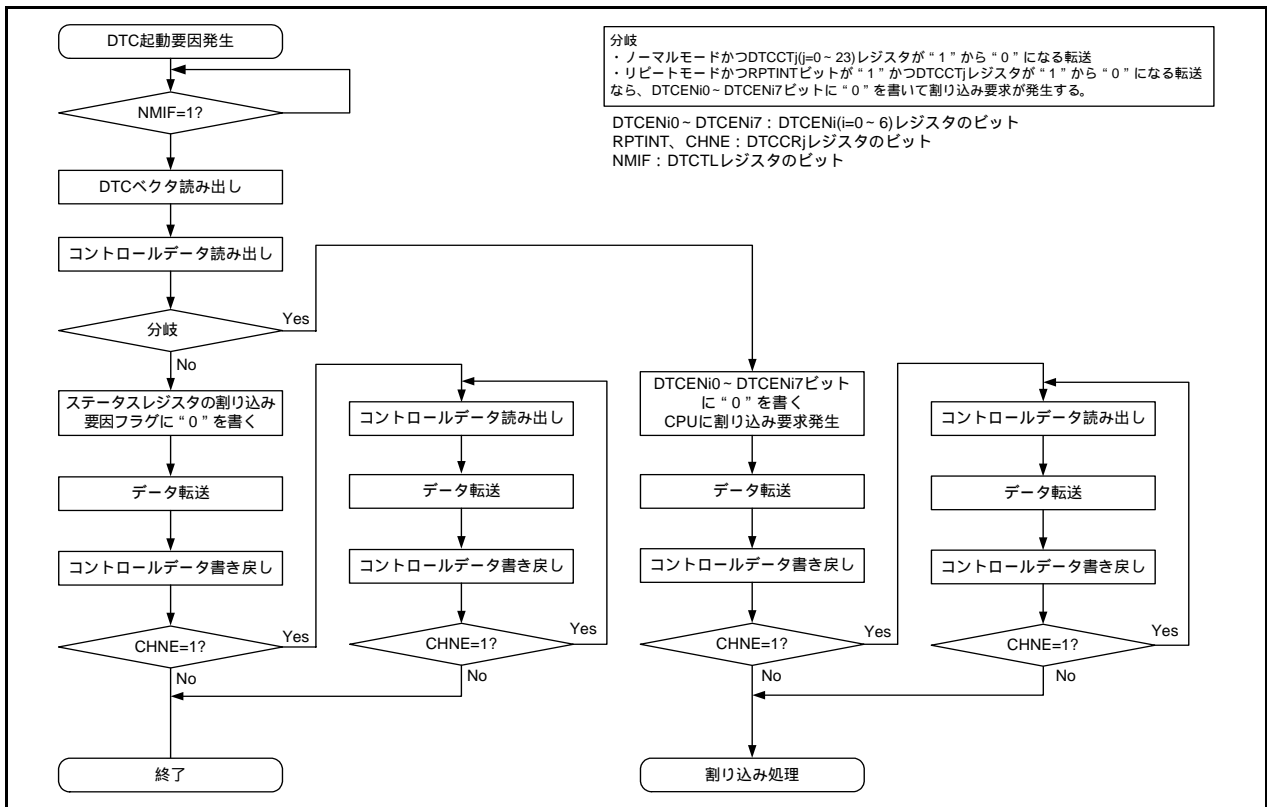 DTC起動要因発生
NMIF=1?
DTCベクタ読み出し
コントロールデータ読み出し
分岐
Yes
No
ステータスレジスタの割り込み
要因フラグに“0”を書く
データ転送
コントロールデータ書き戻し
CHNE=1?
Yes
No
終了
コントロールデータ読み出し
データ転送
コントロールデータ書き戻し
CHNE=1?
Yes
No
分岐
・ノーマルモードかつDTCCTj(j=0~23)レジスタが“1”から“0”になる転送
・リピートモードかつRPTINTビットが“1”かつDTCCTjレジスタが“1”から“0”になる転送
なら、DTCENi0~DTCENi7ビットに“0”を書いて割り込み要求が発生する。
DTCENi0~DTCENi7:DTCENi(i=0~6)レジスタのビット
RPTINT、CHNE:DTCCRjレジスタのビット
NMIF:DTCTLレジスタのビット
DTCENi0~DTCENi7ビット
に“0”を書く
CPUに割り込み要求発生
データ転送
コントロールデータ書き戻し
CHNE=1?
Yes
No
割り込み処理
コントロールデータ読み出し
データ転送
コントロールデータ書き戻し
CHNE=1?
Yes
No